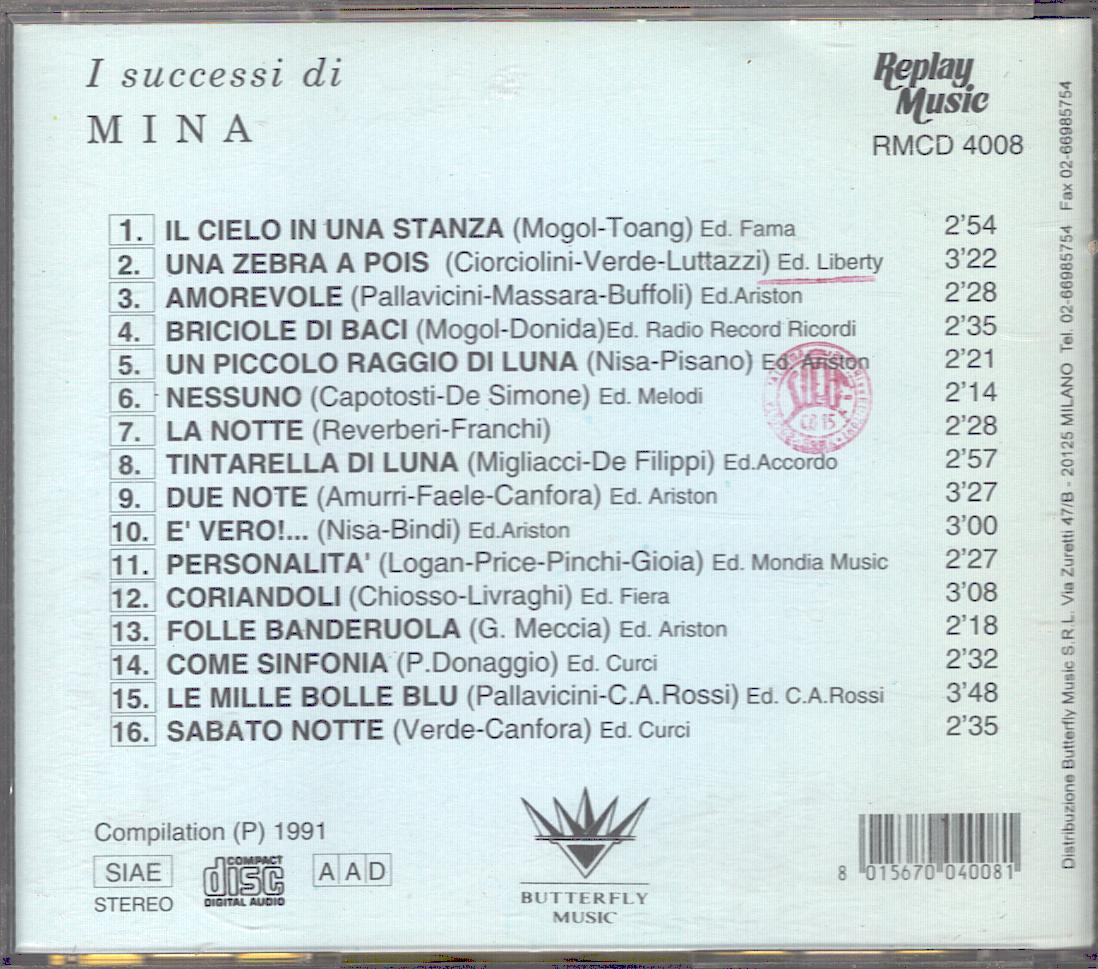 I successi di
MINA
Replay
Music
RMCD 4008
1. IL CIELO IN UNA STANZA (Mogol-Toang) Ed. Fama 2'54
2. UNA ZEBRA A POIS (Ciorciolini-Verde-Luttazzi) Ed. Liberty 3'22
3. AMOREVOLE (Pallavicini-Massara-Buffoli) Ed.Ariston 2'28
4. BRICIOLE DI BACI (Mogol-Donida)Ed. Radio Record Ricordi 2'35
5. UN PICCOLO RAGGIO DI LUNA (Nisa-Pisano) Ed. Ariston 2'21
6. NESSUNO (Capotosti-De Simone) Ed. Melodi 2'14
7. LA NOTTE (Reverberi-Franchi) 2'28
8. TINTARELLA DI LUNA (Migliacci-De Filippi) Ed.Accordo 2'57
9. DUE NOTE (Amurri-Faele-Canfora) Ed. Ariston 3'27
10. E' VERO!... (Nisa-Bindi) Ed.Ariston 3'00
11. PERSONALITA' (Logan-Price-Pinchi-Gioia) Ed. Mondia Music 2'27
12. CORIANDOLI (Chiosso-Livraghi) Ed. Fiera 3'08
13. FOLLE BANDERUOLA (G. Meccia) Ed. Ariston 2'18
14. COME SINFONIA (P.Donaggio) Ed. Curci 2'32
15. LE MILLE BOLLE BLU (Pallavicini-C.A.Rossi) Ed. C.A.Rossi 3'48
16. SABATO NOTTE (Verde-Canfora) Ed. Curci 2'35
Compilation (P) 1991
SIAE
STEREO
COMPACT
disc
DIGITAL AUDIO
AAD
BUTTERFLY
MUSIC
8 015670 040081
Distribuzione Butterfly Music S.R.L. Via Zuretti 47/B - 20125 MILANO Tel. 02-66985754 Fax 02-66985754